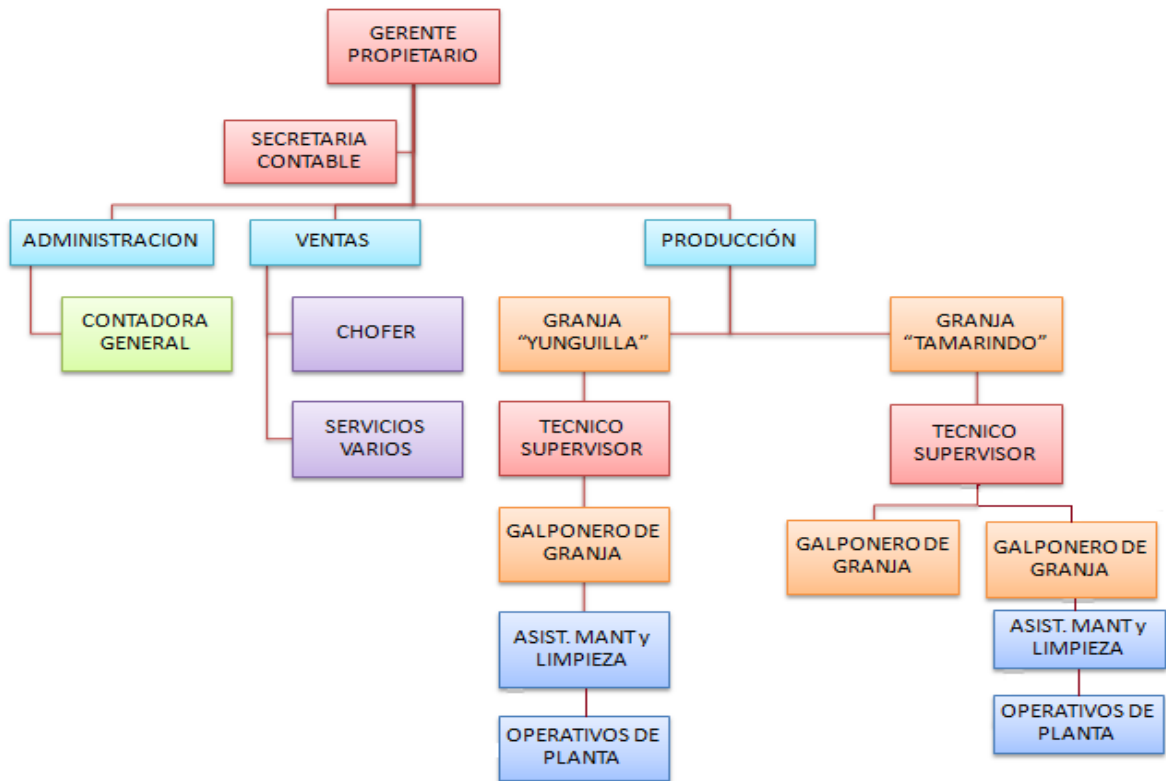 GERENTE
PROPIETARIO
SECRETARIA
CONTABLE
ADMINISTRACION
VENTAS
PRODUCCIÓN
CONTADORA
GENERAL
CHOFER
SERVICIOS
VARIOS
GRANJA
“YUNGUILLA”
TECNICO
SUPERVISOR
GALPONERO DE
GRANJA
ASIST. MANT y
LIMPIEZA
OPERATIVOS DE
PLANTA
GRANJA
“TAMARINDO”
TECNICO
SUPERVISOR
GALPONERO DE
GRANJA
GALPONERO DE
GRANJA
ASIST. MANT y
LIMPIEZA
OPERATIVOS DE
PLANTA